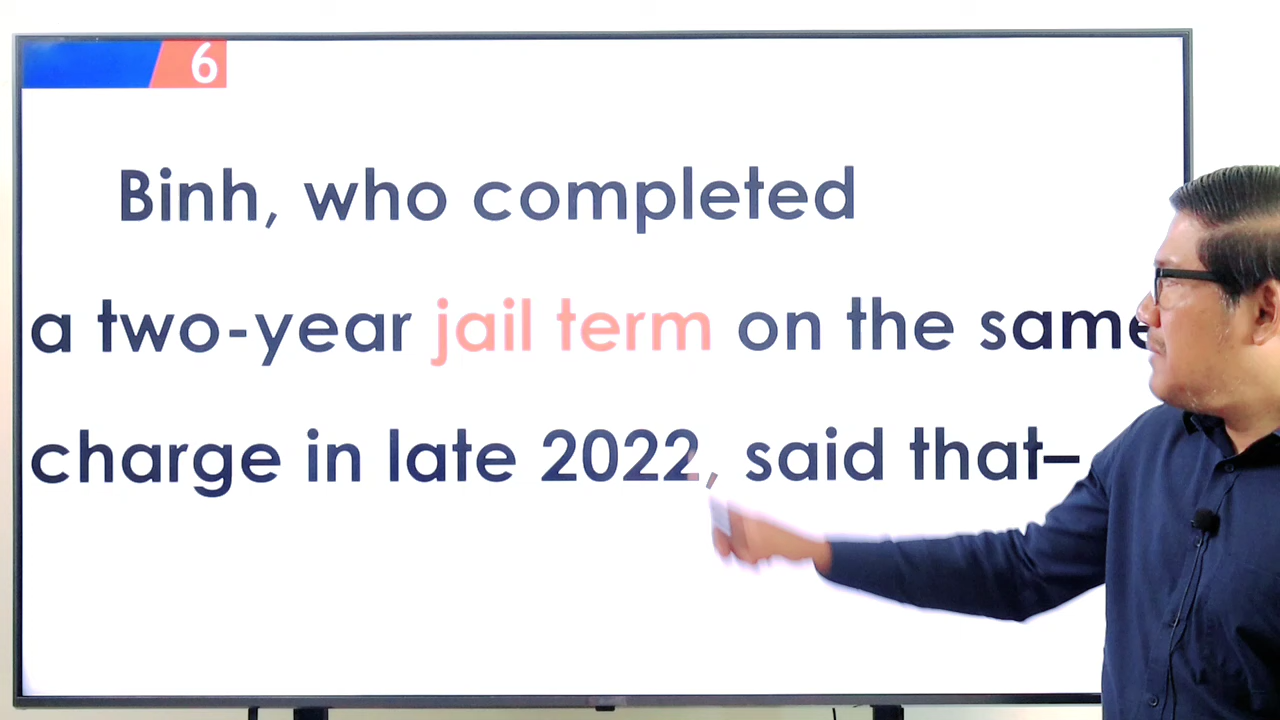 6
Binh, who completed
a two-year jail term on the same
charge in late 2022, said that–